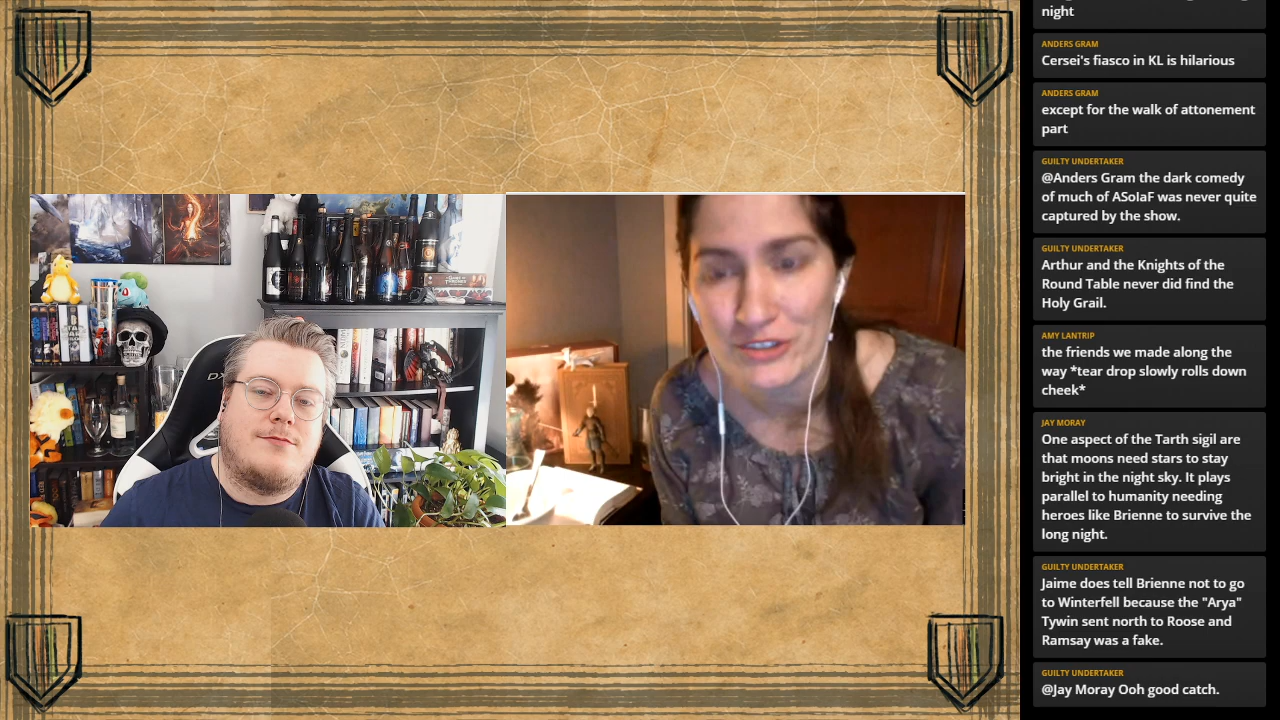 night
ANDERS GRAM
Cersei's fiasco in KL is hilarious
ANDERS GRAM
except for the walk of attonement
part
GUILTY UNDERTAKER
@Anders Gram the dark comedy
of much of ASoIaF was never quite
captured by the show.
GUILTY UNDERTAKER
Arthur and the Knights of the
Round Table never did find the
Holy Grail.
AMY LANTRIP
the friends we made along the
way *tear drop slowly rolls down
cheek*
JAY MORAY
One aspect of the Tarth sigil are
that moons need stars to stay
bright in the night sky. It plays
parallel to humanity needing
heroes like Brienne to survive the
long night.
GUILTY UNDERTAKER
Jaime does tell Brienne not to go
to Winterfell because the "Arya"
Tywin sent north to Roose and
Ramsay was a fake.
GUILTY UNDERTAKER
@Jay Moray Ooh good catch.